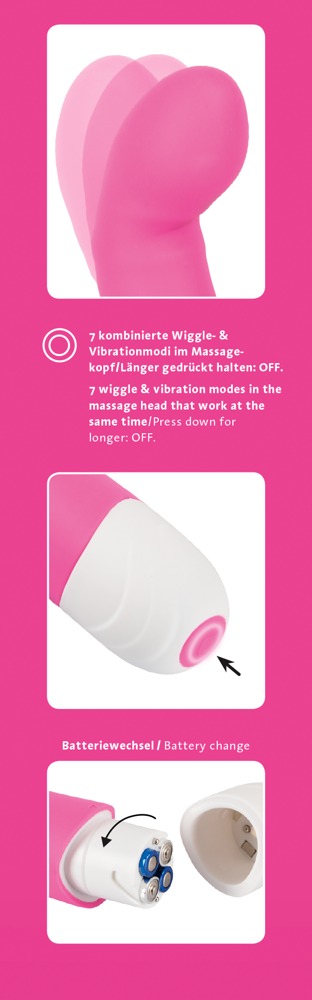 7 kombinierte Wiggle- &
Vibrationmodi im Massage-
kopf/Länger gedrückt halten: OFF.
7 wiggle & vibration modes in the
massage head that work at the
same time/Press down for
longer: OFF.
Batteriewechsel / Battery change